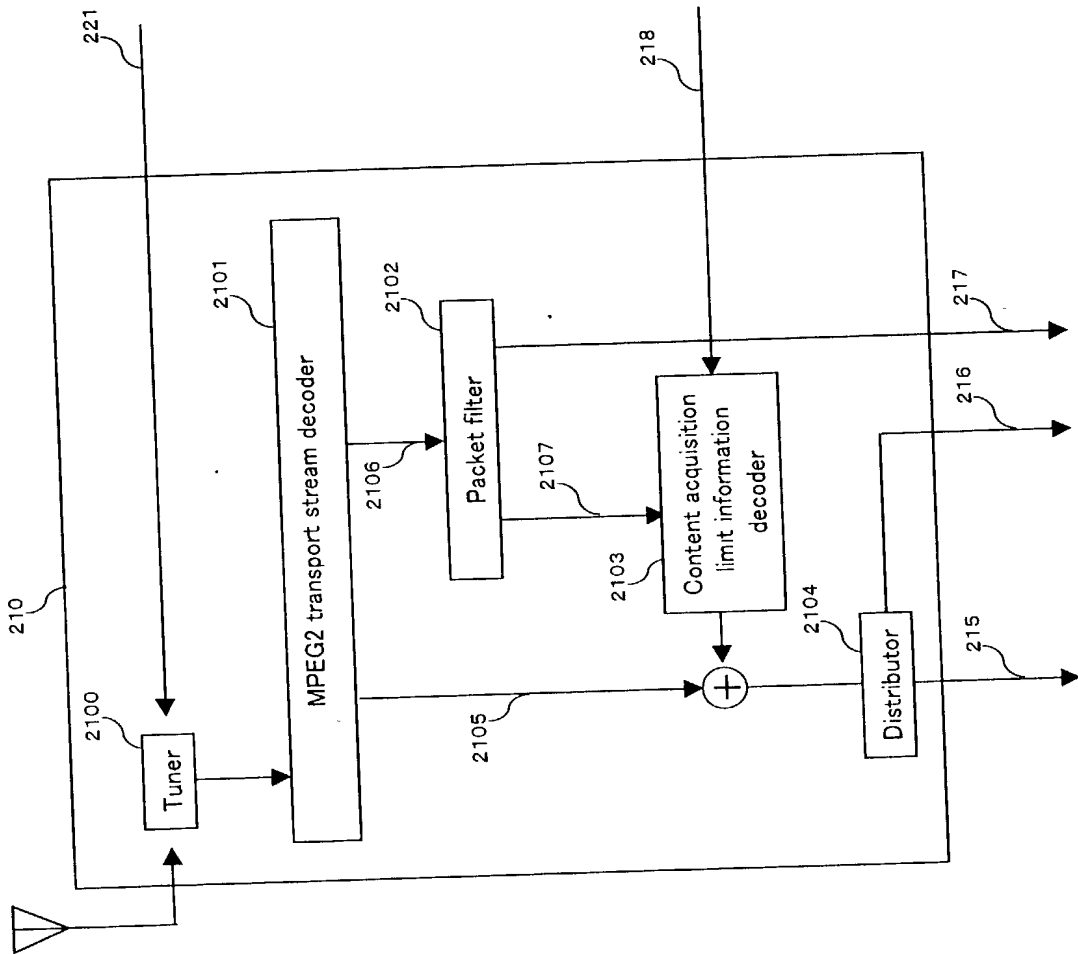 210
2100
221
Tuner
2101
MPEG2 transport stream decoder
2106
2102
Packet filter
2105
2107
2103
218
Content acquisition
limit information
decoder
2104
Distributor
215
216
217